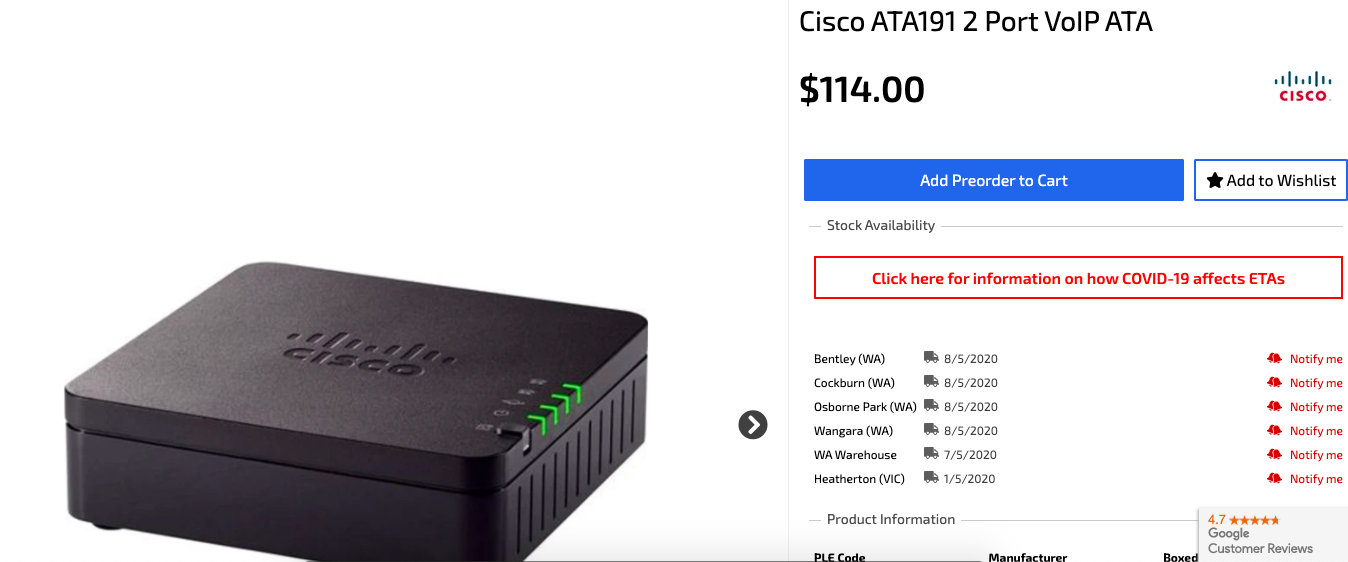 Cisco ATA191 2 Port VoIP ATA
$114.00
CISCO
Add Preorder to Cart
Add to Wishlist
Stock Availability
Click here for information on how COVID-19 affects ETAs
Bentley (WA) 8/5/2020 Notify me
Cockburn (WA) 8/5/2020 Notify me
Osborne Park (WA) 8/5/2020 Notify me
Wangara (WA) 8/5/2020 Notify me
WA Warehouse 7/5/2020 Notify me
Heatherton (VIC) 1/5/2020 Notify me
Product Information
4.7
Google
Customer Reviews
PLE Code Manufacturer Boxed
CISCO